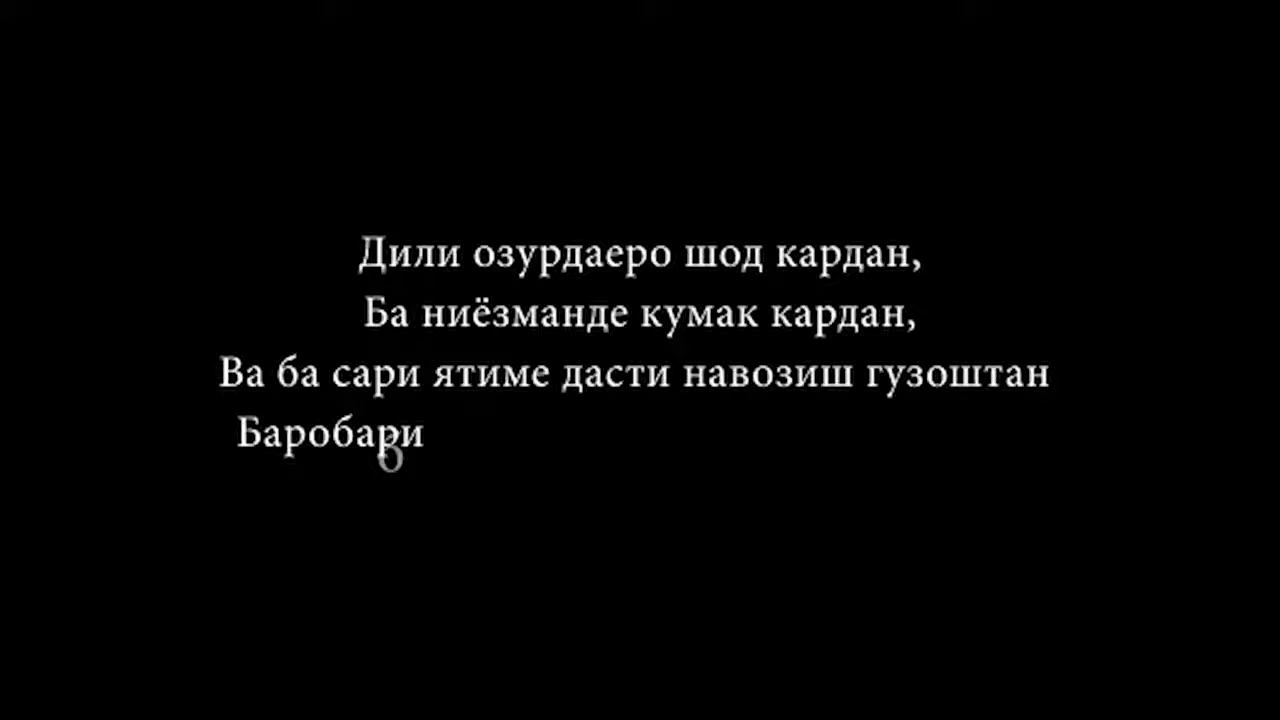 Дили озурдаеро шод кардан,
Ба ниёзманде кумак кардан,
Ва ба сари ятиме дасти навозиш гузоштан
Баробари